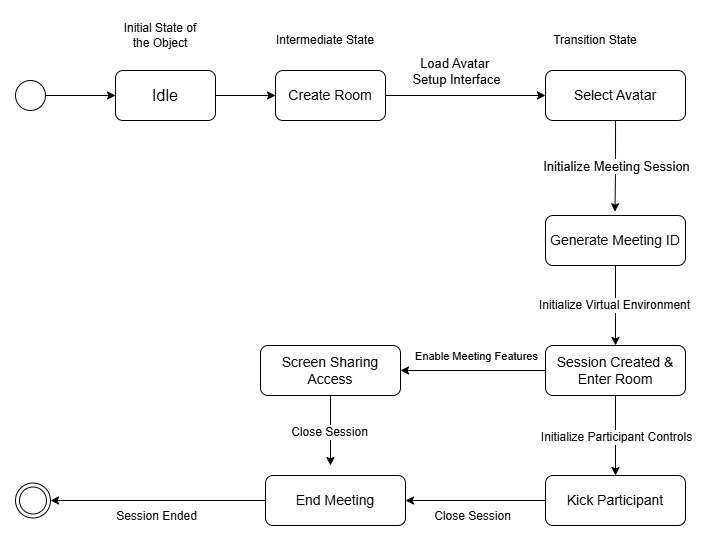 Initial State of
the Object
Intermediate State
Transition State
Load Avatar
Setup Interface
Idle
Create Room
Select Avatar
Initialize Meeting Session
Generate Meeting ID
Initialize Virtual Environment
Screen Sharing
Access
Enable Meeting Features
Session Created &
Enter Room
Close Session
Initialize Participant Controls
End Meeting
Kick Participant
Session Ended
Close Session